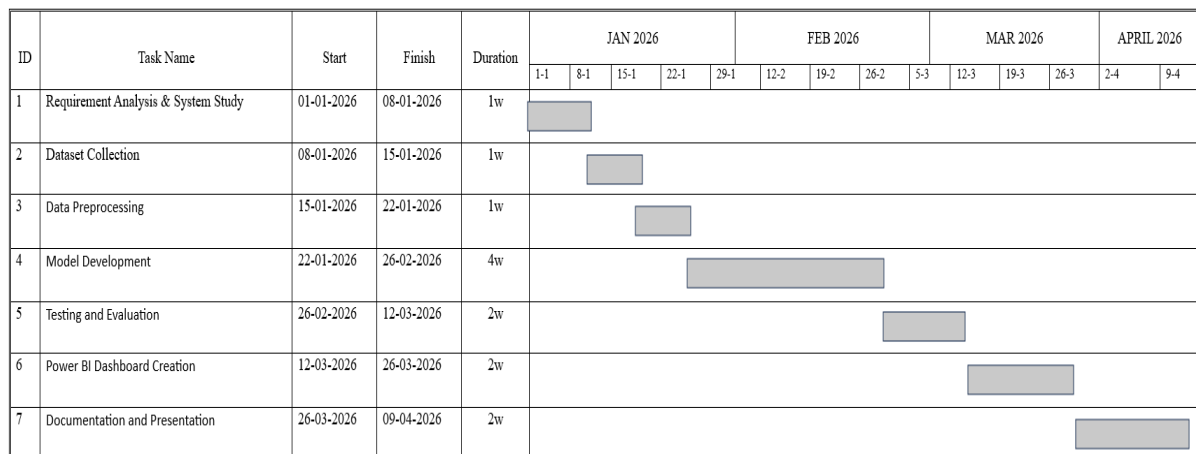 ID Task Name Start Finish Duration JAN 2026 FEB 2026 MAR 2026 APRIL 2026
1-1 8-1 15-1 22-1 29-1 12-2 19-2 26-2 5-3 12-3 19-3 26-3 2-4 9-4
1 Requirement Analysis & System Study 01-01-2026 08-01-2026 1w
2 Dataset Collection 08-01-2026 15-01-2026 1w
3 Data Preprocessing 15-01-2026 22-01-2026 1w
4 Model Development 22-01-2026 26-02-2026 4w
5 Testing and Evaluation 26-02-2026 12-03-2026 2w
6 Power BI Dashboard Creation 12-03-2026 26-03-2026 2w
7 Documentation and Presentation 26-03-2026 09-04-2026 2w